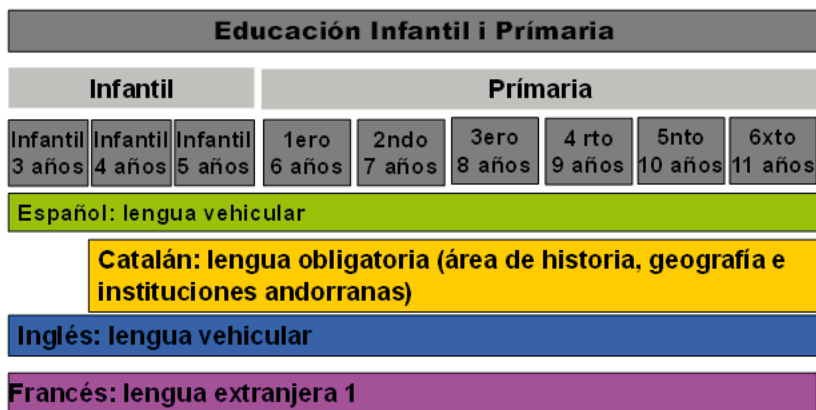 Educación Infantil i Prímaria
Infantil
Prímaria
Infantil
3 años
Infantil
4 años
Infantil
5 años
1ero
6 años
2ndo
7 años
3ero
8 años
4 rto
9 años
5nto
10 años
6xto
11 años
Español: lengua vehicular
Catalán: lengua obligatoria (área de historia, geografía e
instituciones andorranas)
Inglés: lengua vehicular
Francés: lengua extranjera 1